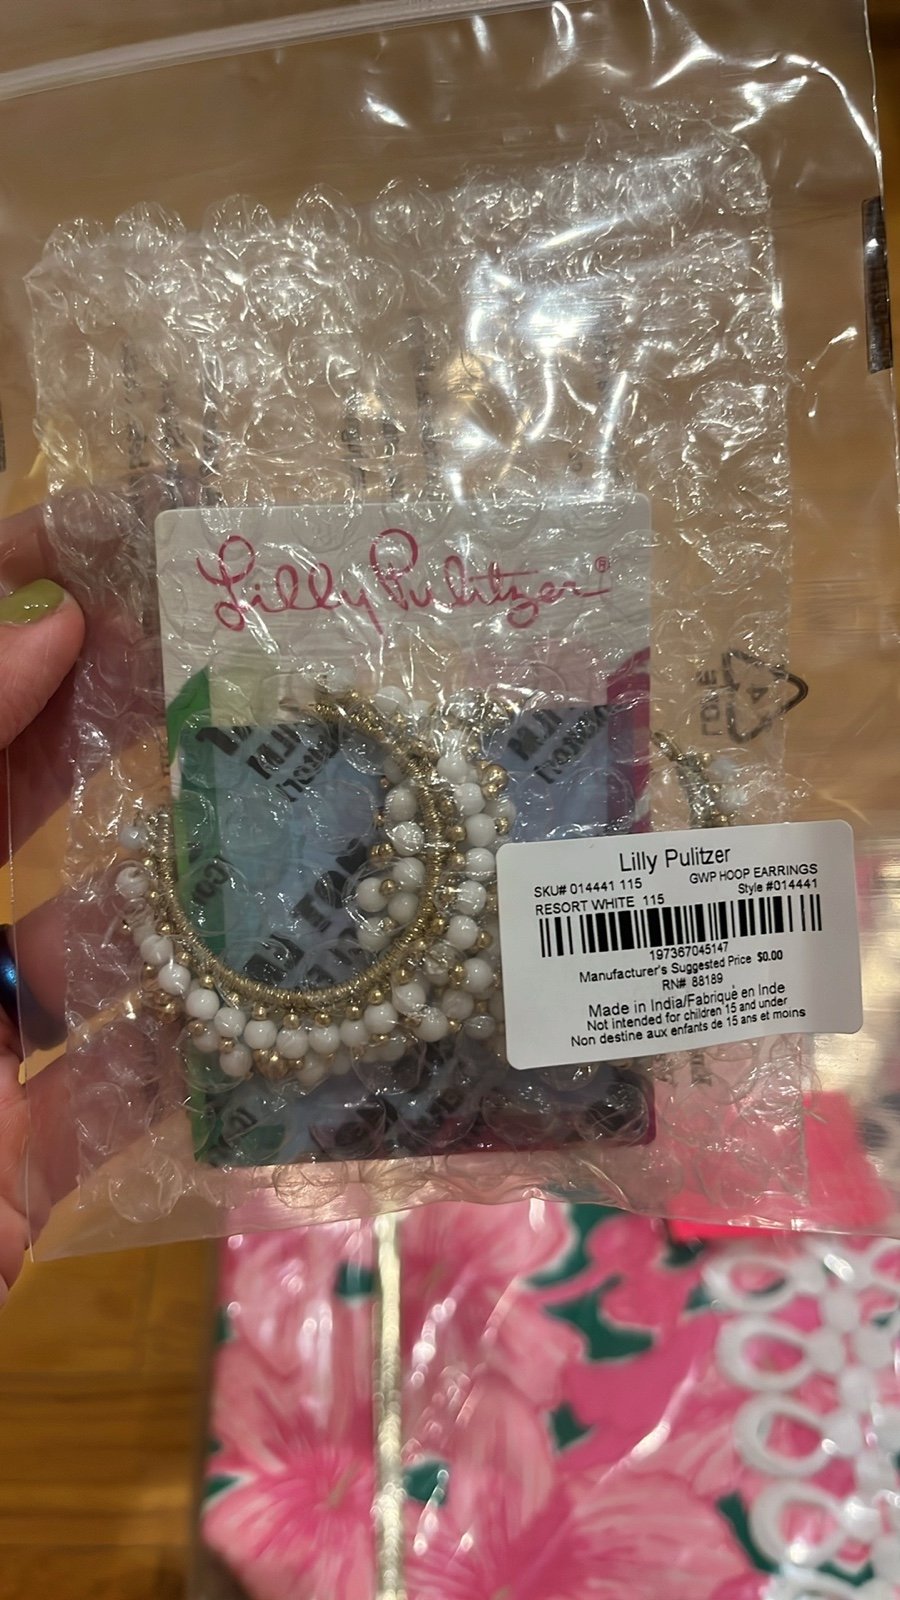 Lilly Pulitzer®
LDPE
4
Lilly Pulitzer
SKU# 014441 115 GWP HOOP EARRINGS
RESORT WHITE 115 Style #014441
197367045147
Manufacturer's Suggested Price $0.00
RN# 88189
Made in India/Fabriqué en Inde
Not intended for children 15 and under
Non destine aux enfants de 15 ans et moins